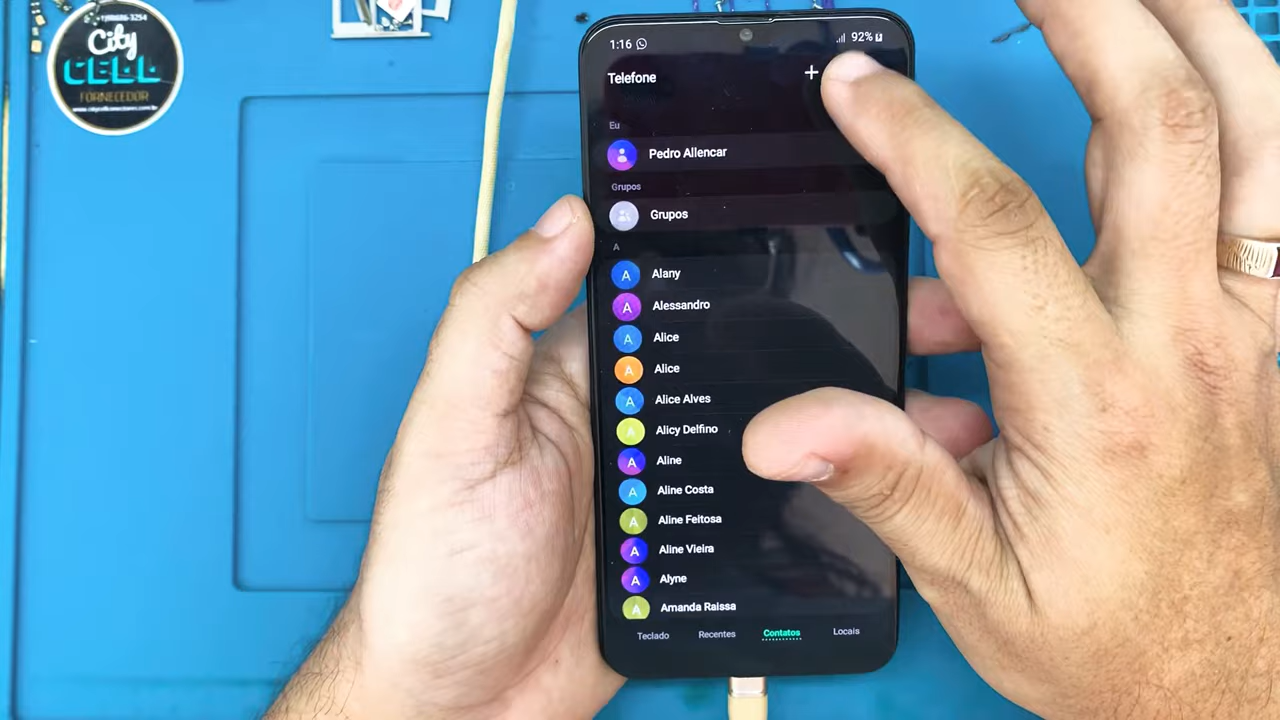 City
CELL
FORNECEDOR
1:16
92%
Telefone
+
Eu
Pedro Allencar
Grupos
Grupos
A
A Alany
A Alessandro
A Alice
A Alice
A Alice Alves
A Alicy Delfino
A Aline
A Aline Costa
A Aline Feitosa
A Aline Vieira
A Alyne
A Amanda Raissa
Teclado Recentes Contatos Locais